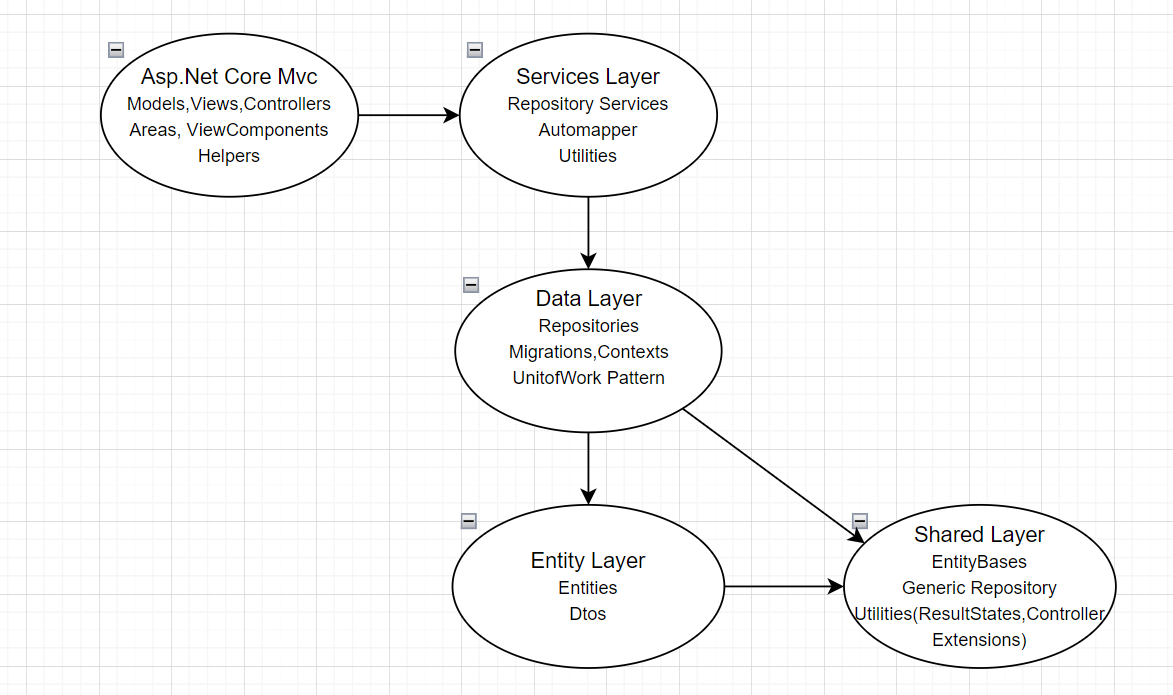 Asp.Net Core Mvc
Models,Views,Controllers
Areas, ViewComponents
Helpers
Services Layer
Repository Services
Automapper
Utilities
Data Layer
Repositories
Migrations,Contexts
UnitofWork Pattern
Entity Layer
Entities
Dtos
Shared Layer
EntityBases
Generic Repository
Utilities(ResultStates,Controller
Extensions)